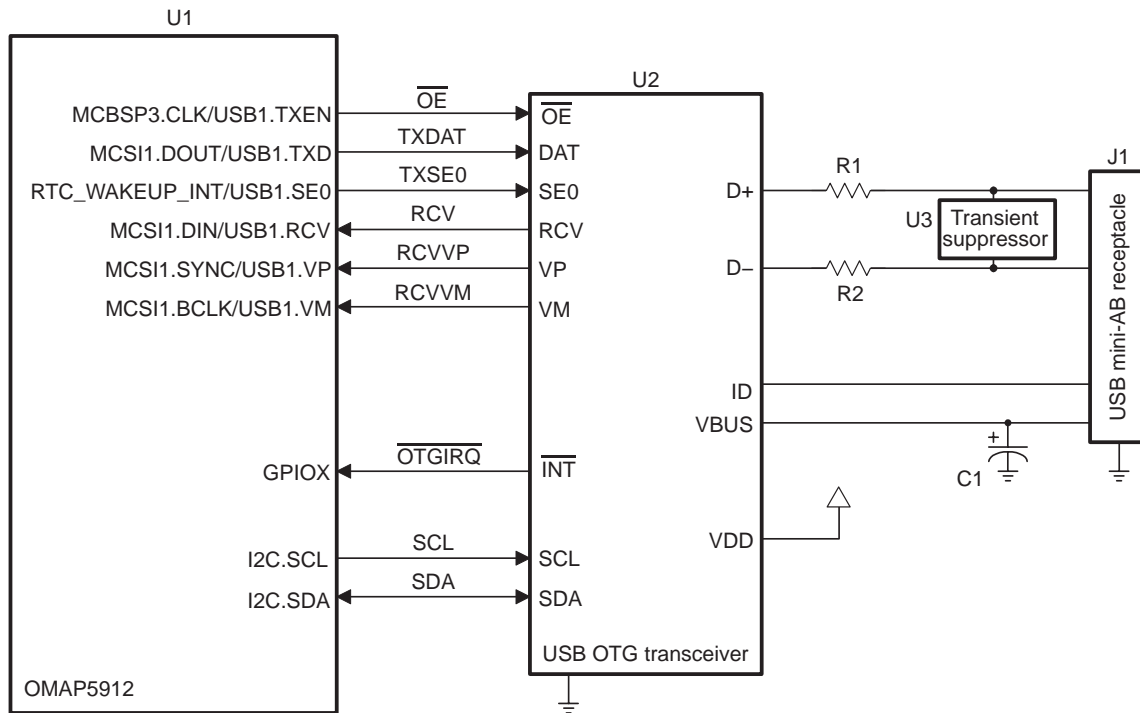 U1
U2
MCBSP3.CLK/USB1.TXEN
OE
OE
MCSI1.DOUT/USB1.TXD
TXDAT
DAT
RTC_WAKEUP_INT/USB1.SE0
TXSE0
SE0
MCSI1.DIN/USB1.RCV
RCV
RCV
MCSI1.SYNC/USB1.VP
RCVVP
VP
MCSI1.BCLK/USB1.VM
RCVVM
VM
GPIOX
OTGIRQ
INT
I2C.SCL
SCL
SCL
I2C.SDA
SDA
SDA
OMAP5912
USB OTG transceiver
D+
R1
J1
U3
Transient
suppressor
D−
R2
ID
VBUS
+
C1
VDD
USB mini-AB receptacle